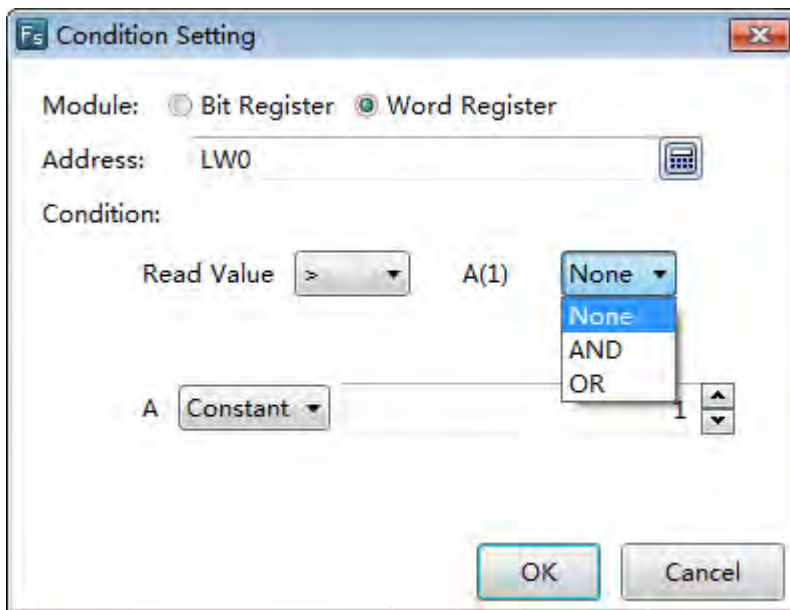 Fs Condition Setting
Module: Bit Register Word Register
Address: LW0
Condition:
Read Value > A(1) None
None
AND
OR
A Constant 1
OK Cancel